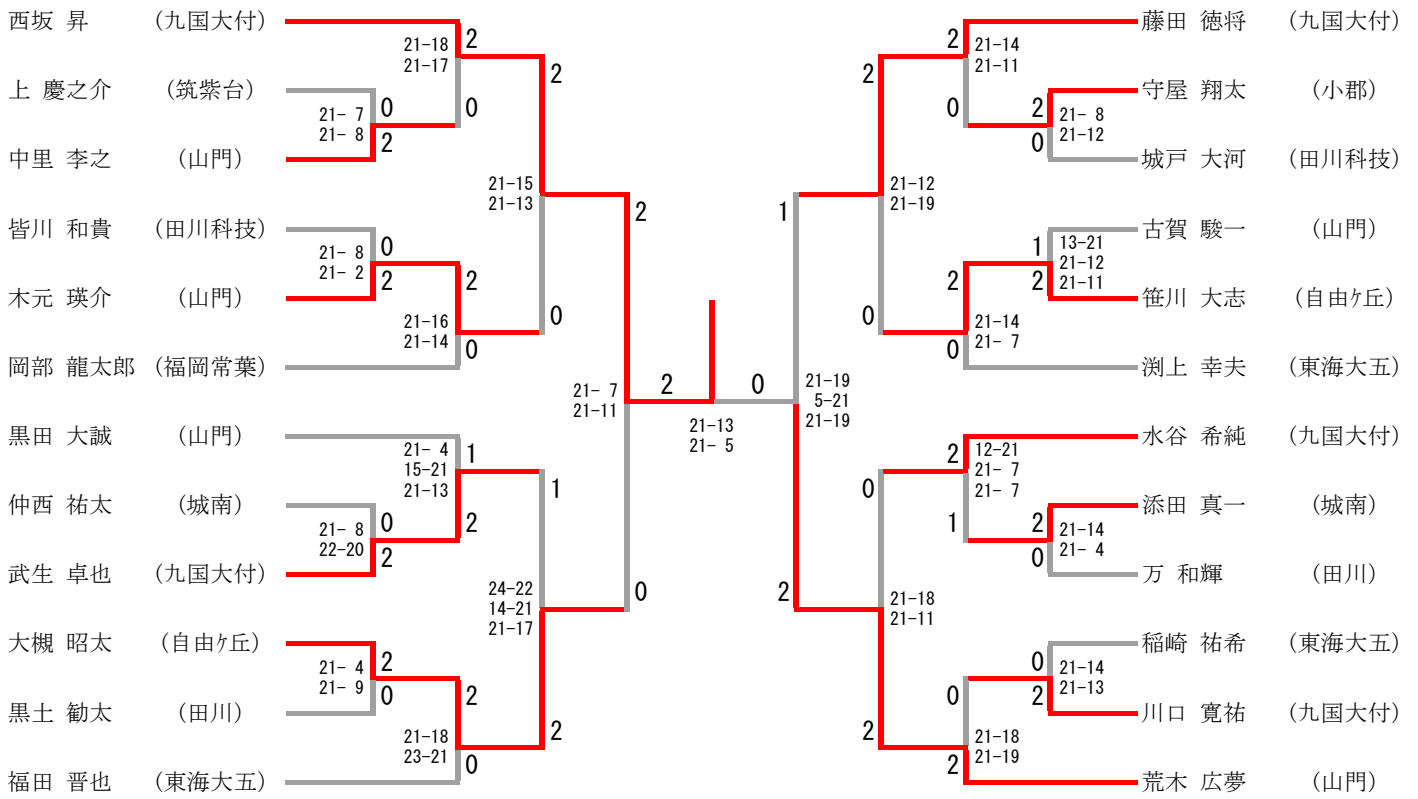 西坂 昇 （九国大付）
21-18 2
21-17
2
上 慶之介 （筑紫台）
21- 7 0 0
21- 8 2
中里 李之 （山門）
21-15
21-13 2
皆川 和貴 （田川科技）
21- 8 0
21- 2 2 2
木元 瑛介 （山門）
21-16 0
21-14 0
岡部 龍太郎 （福岡常葉）
21- 7 2
21-11
黒田 大誠 （山門）
21- 4 1
15-21
21-13 1
仲西 祐太 （城南）
21- 8 0 2
22-20 2
武生 卓也 （九国大付）
24-22 0
14-21
21-17
大槻 昭太 （自由ｹ丘）
21- 4 2
21- 9 0 2
黒土 勧太 （田川）
21-18 2
23-21 0
福田 晋也 （東海大五）
21-13 0
21- 5
藤田 徳将 （九国大付）
2 21-14
21-11
2
守屋 翔太 （小郡）
0 2 21- 8
21-12
0
城戸 大河 （田川科技）
21-12
1 21-19
古賀 駿一 （山門）
1 13-21
21-12
2 2 21-11
笹川 大志 （自由ｹ丘）
0 21-14
0 21- 7
渕上 幸夫 （東海大五）
21-19
5-21
21-19
水谷 希純 （九国大付）
2 12-21
21- 7
0 21- 7
添田 真一 （城南）
1 2 21-14
0 21- 4
万 和輝 （田川）
2 21-18
21-11
稲崎 祐希 （東海大五）
0 21-14
0 2 21-13
川口 寛祐 （九国大付）
2 21-18
2 21-19
荒木 広夢 （山門）